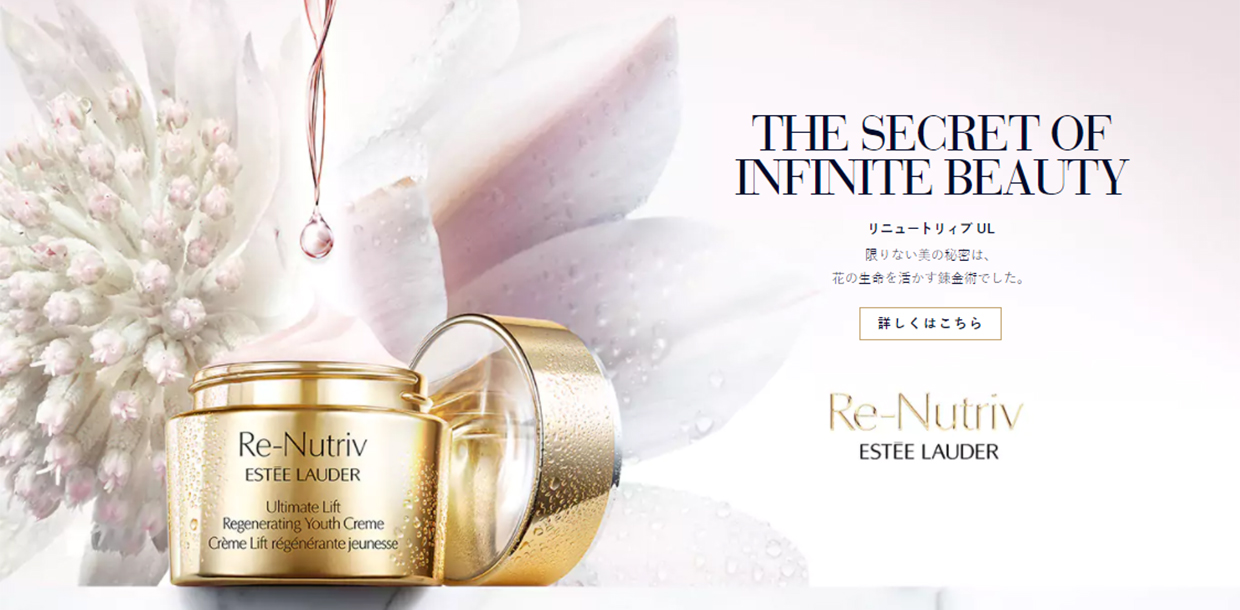 THE SECRET OF
INFINITE BEAUTY
リニュートリィブ UL
限りない美の秘密は、
花の生命を活かす錬金術でした。
詳しくはこちら
Re-Nutriv
ESTĒE LAUDER
Re-Nutriv
ESTĒE LAUDER
Ultimate Lift
Regenerating Youth Creme
Crème Lift régénérante jeunesse